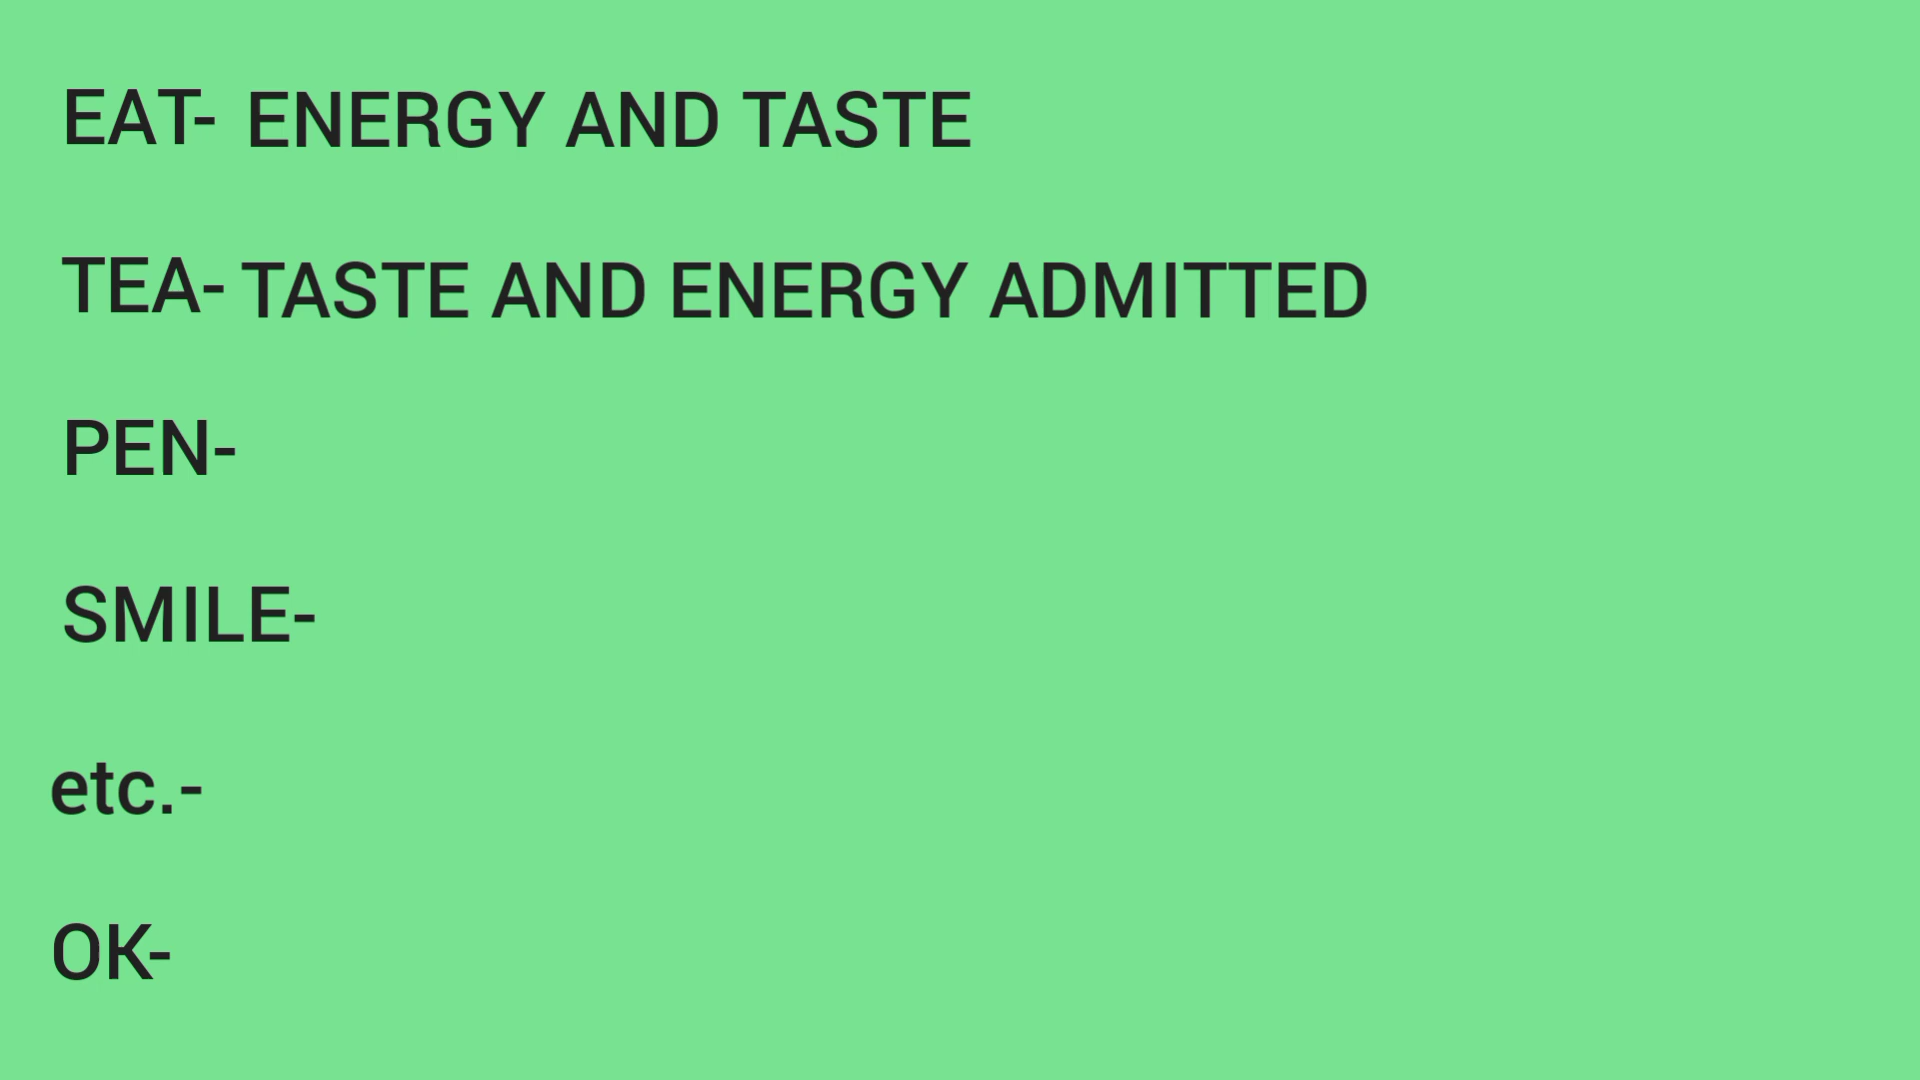 EAT- ENERGY AND TASTE
TEA- TASTE AND ENERGY ADMITTED
PEN-
SMILE-
etc.-
OK-